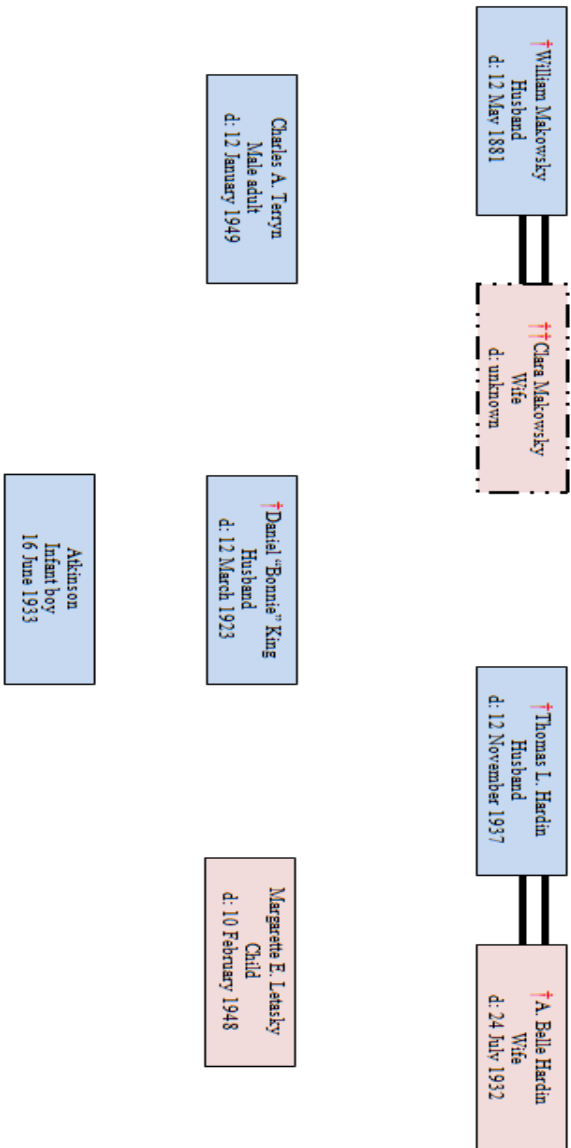 †William Makowsky
Husband
d: 12 May 1881
††Clara Makowsky
Wife
d: unknown
†Thomas L. Hardin
Husband
d: 12 November 1937
†A. Belle Hardin
Wife
d: 24 July 1932
Charles A. Terryn
Male adult
d: 12 January 1949
†Daniel “Bonnie” King
Husband
d: 12 March 1923
Margarette E. Letasky
Child
d: 10 February 1948
Atkinson
Infant boy
16 June 1933